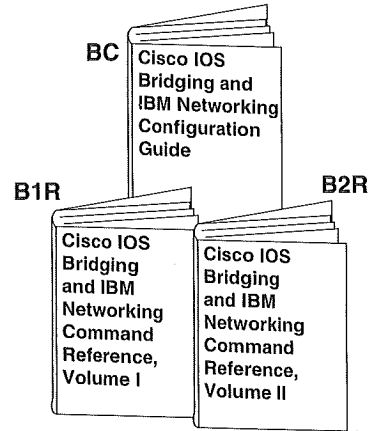 BC
Cisco IOS
Bridging and
IBM Networking
Configuration
Guide
B1R
Cisco IOS
Bridging
and IBM
Networking
Command
Reference,
Volume I
B2R
Cisco IOS
Bridging
and IBM
Networking
Command
Reference,
Volume II